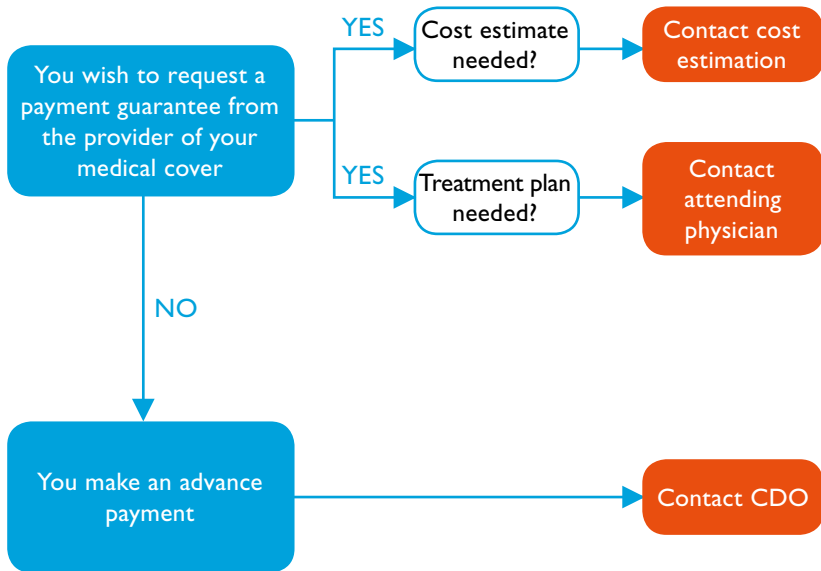 You wish to request a
payment guarantee from
the provider of your
medical cover
YES
Cost estimate
needed?
Contact cost
estimation
YES
Treatment plan
needed?
Contact
attending
physician
NO
You make an advance
payment
Contact CDO